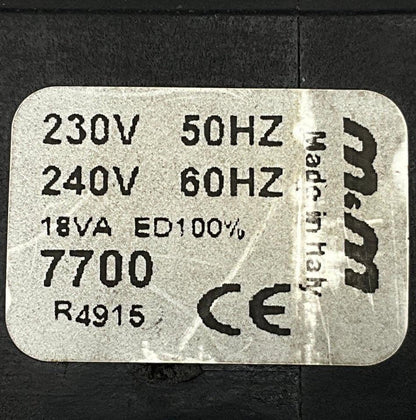 230V 50HZ
240V 60HZ
18VA ED100%
7700
R4915
CE
Made in Italy
m&m